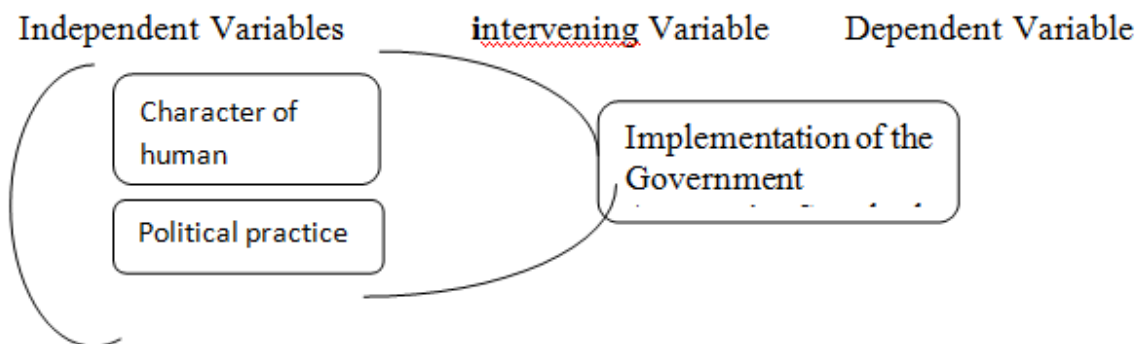 Independent Variables
intervening Variable
Dependent Variable
Character of
human
Political practice
Implementation of the
Government